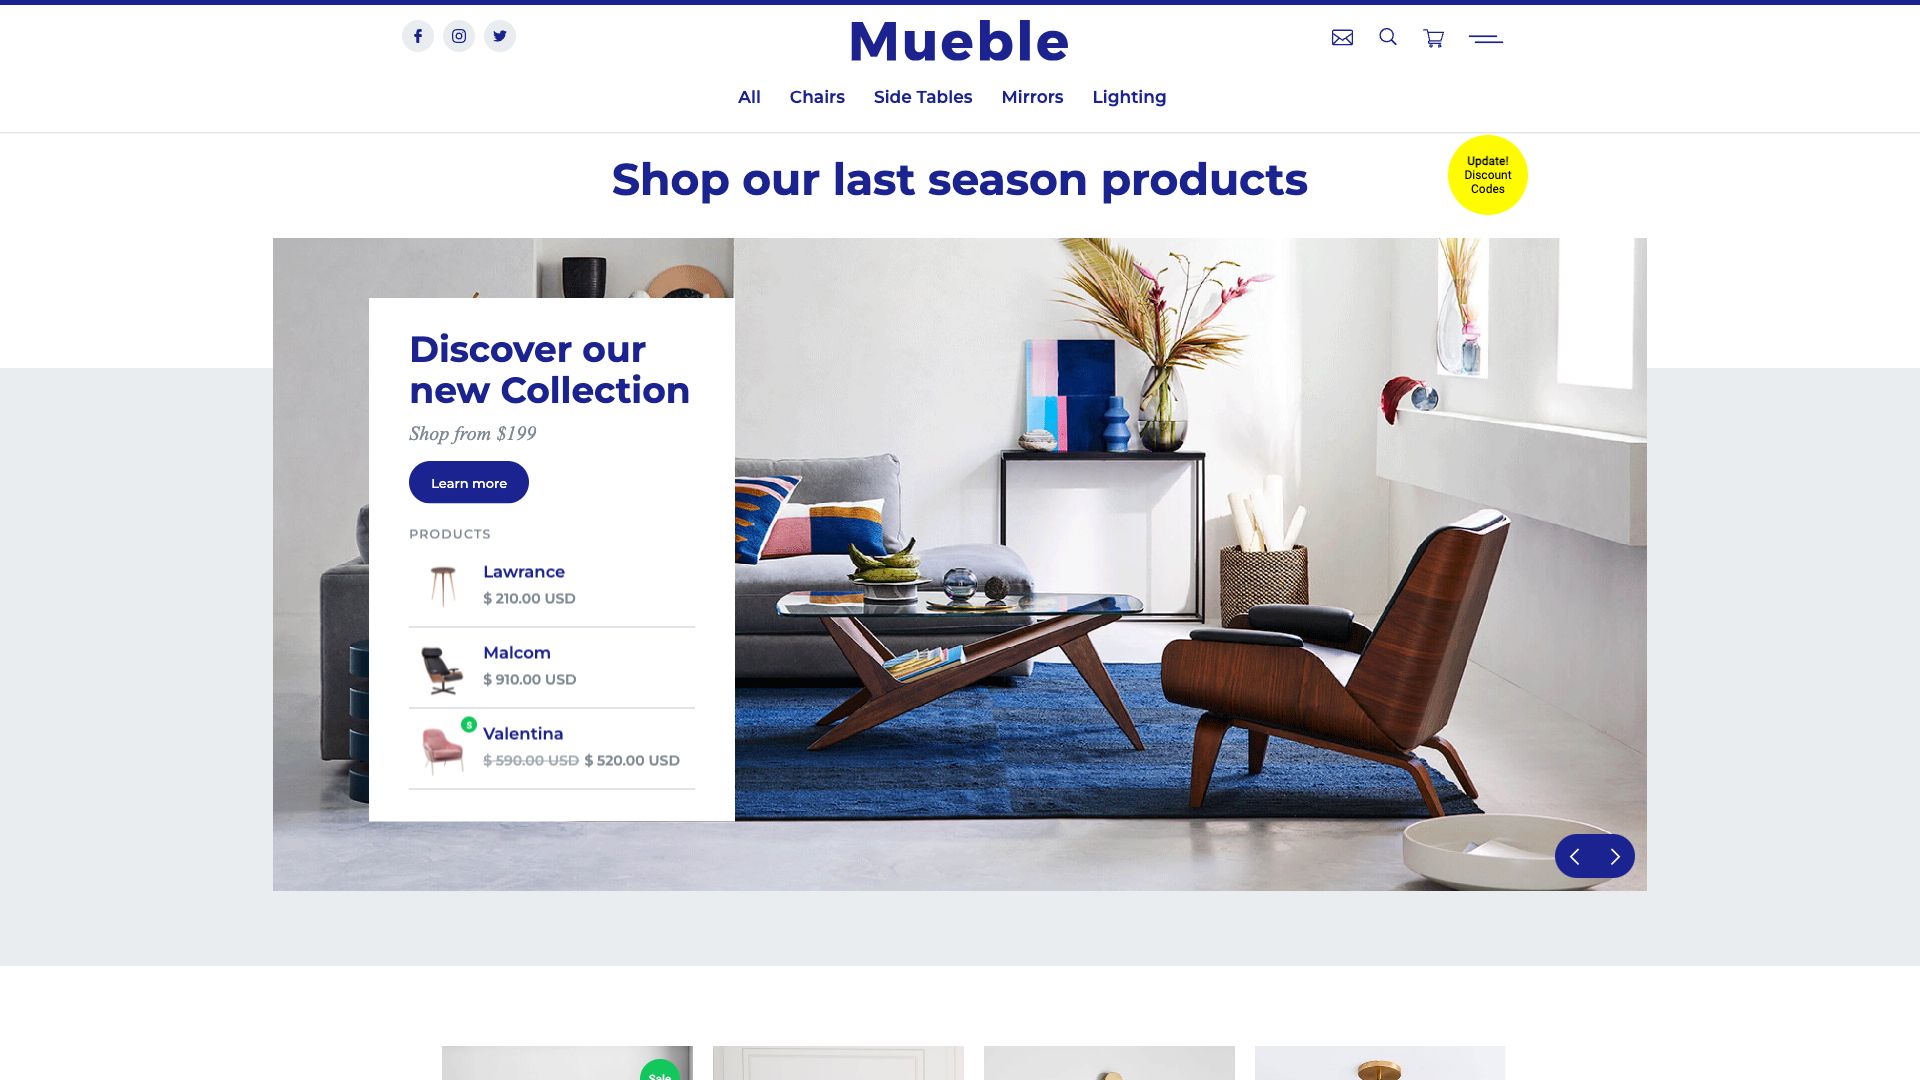 Mueble
All Chairs Side Tables Mirrors Lighting
Shop our last season products
Update!
Discount
Codes
Discover our
new Collection
Shop from $199
Learn more
PRODUCTS
Lawrance
$ 210.00 USD
Malcom
$ 910.00 USD
S
Valentina
$ 590.00 USD $ 520.00 USD
Sale